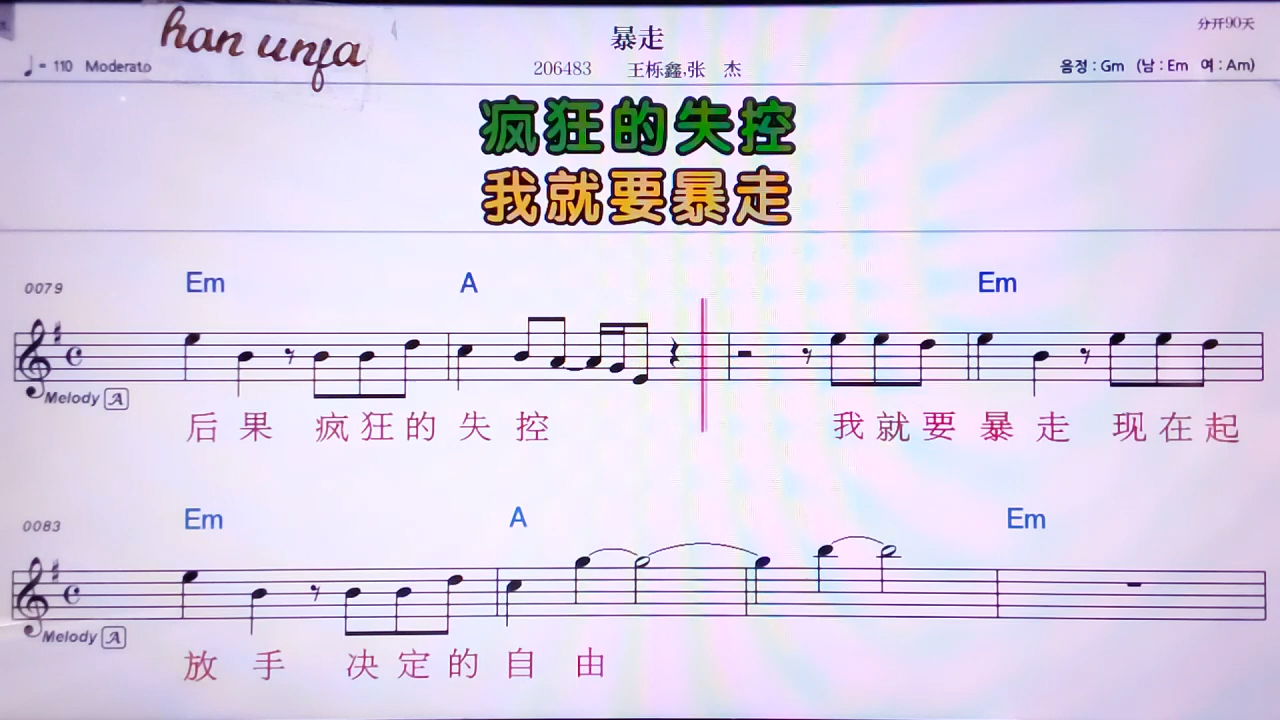 han unfa
暴走
分开90天
♩= 110 Moderato
206483 王栎鑫,张 杰
음정 : Gm (남 : Em 여 : Am)
疯狂的失控
我就要暴走
0079 Em A Em
Melody A
后果 疯狂的失控 我就要暴走 现在起
0083 Em A Em
Melody A
放手 决定的自由